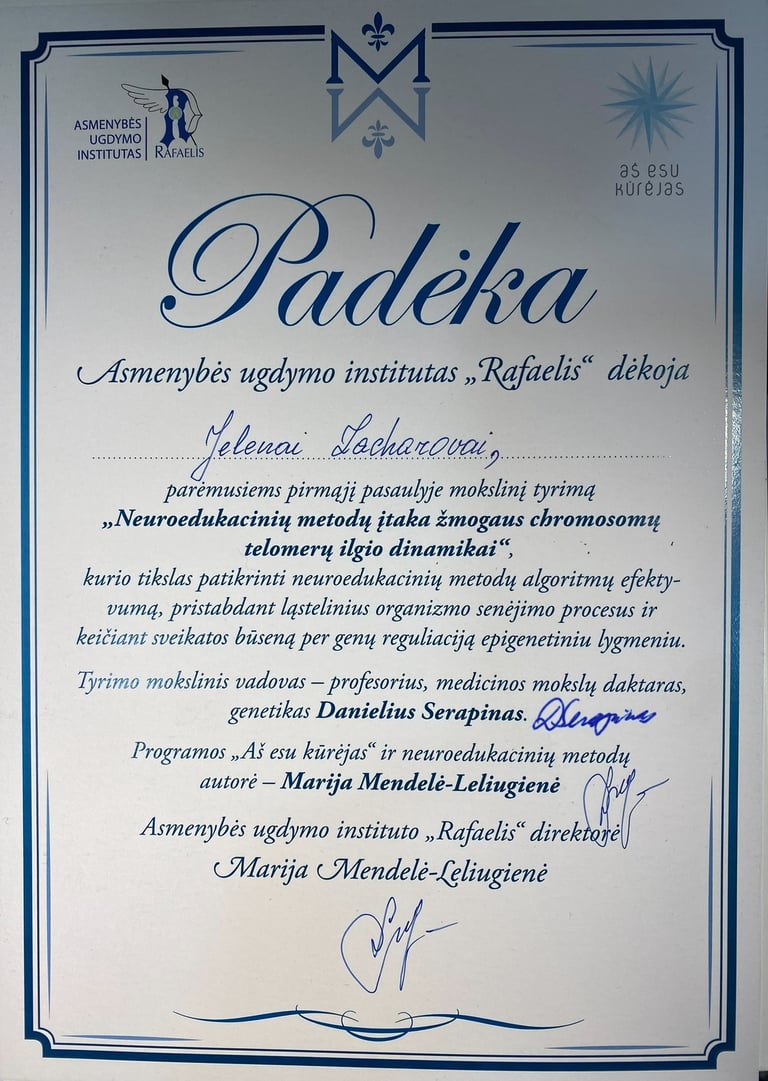 ASMENYBĖS
UGDYMO
INSTITUTAS
RAFAELIS
aš esu
kūrėjas
Padėka
Asmenybės ugdymo institutas „Rafaelis“ dėkoja
Jelenai Zacharovai,
parėmusiems pirmąjį pasaulyje mokslinį tyrimą
„Neuroedukacinių metodų įtaka žmogaus chromosomų
telomerų ilgio dinamikai“,
kurio tikslas patikrinti neuroedukacinių metodų algoritmų efekty-
vumą, pristabdant ląstelinius organizmo senėjimo procesus ir
keičiant sveikatos būseną per genų reguliaciją epigenetiniu lygmeniu.
Tyrimo mokslinis vadovas – profesorius, medicinos mokslų daktaras,
genetikas Danielius Serapinas. DSerapinas
Programos „Aš esu kūrėjas“ ir neuroedukacinių metodų
autorė – Marija Mendelė-Leliugienė
Asmenybės ugdymo instituto „Rafaelis“ direktorė
Marija Mendelė-Leliugienė